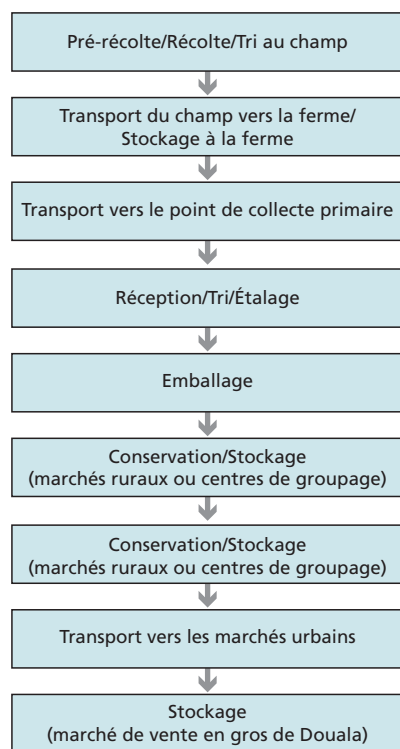 Pré-récolte/Récolte/Tri au champ
Transport du champ vers la ferme/
Stockage à la ferme
Transport vers le point de collecte primaire
Réception/Tri/Étalage
Emballage
Conservation/Stockage
(marchés ruraux ou centres de groupage)
Conservation/Stockage
(marchés ruraux ou centres de groupage)
Transport vers les marchés urbains
Stockage
(marché de vente en gros de Douala)